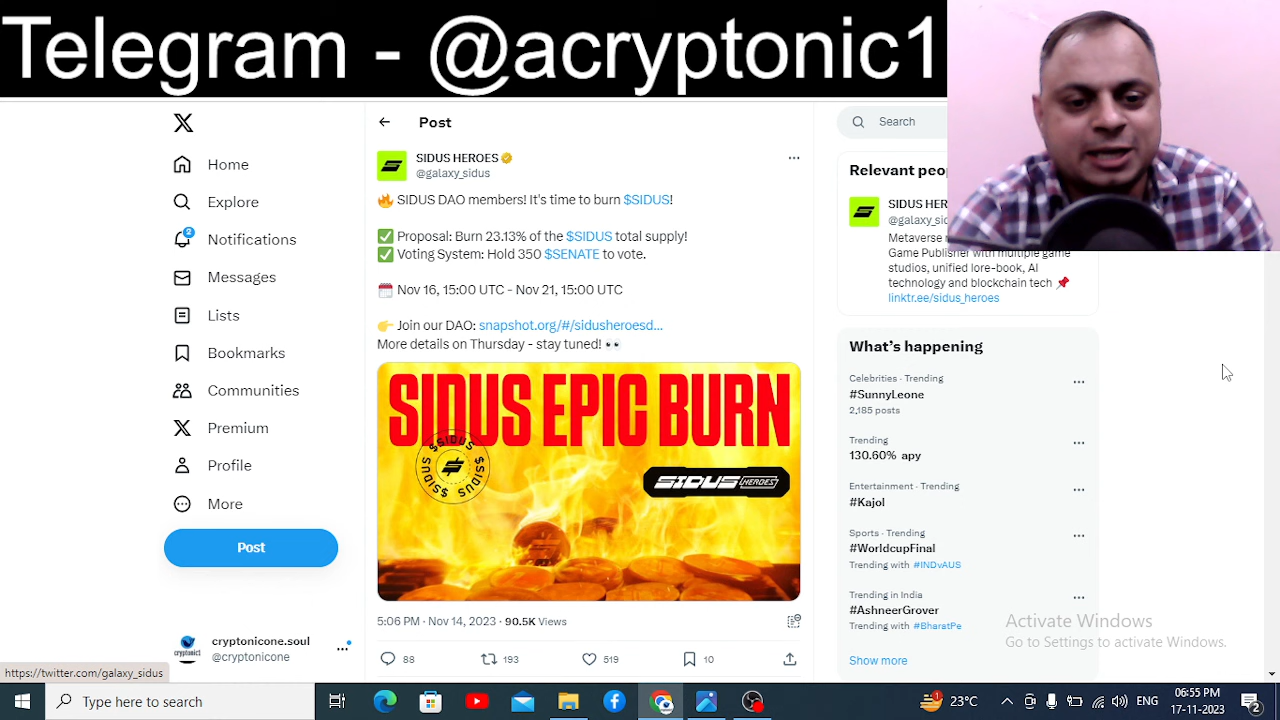 Telegram - @acryptonic1
Home
Explore
2
Notifications
Messages
Lists
Bookmarks
Communities
Premium
Profile
More
Post
cryptonicone.soul
@cryptonicone
https://twitter.com/galaxy_sidus
Post
SIDUS HEROES
@galaxy_sidus
🔥 SIDUS DAO members! It's time to burn $SIDUS!
✅ Proposal: Burn 23.13% of the $SIDUS total supply!
✅ Voting System: Hold 350 $SENATE to vote.
🗓️ Nov 16, 15:00 UTC - Nov 21, 15:00 UTC
👉 Join our DAO: snapshot.org/#/sidusheroesd...
More details on Thursday - stay tuned! 👀
SIDUS EPIC BURN
$SIDUS $SIDUS $SIDUS
SIDUS HEROES
5:06 PM · Nov 14, 2023 · 90.5K Views
88
193
519
10
Search
Relevant peo
SIDUS HER
@galaxy_sid
Metaverse
Game Publisher with multiple game
studios, unified lore-book, AI
technology and blockchain tech 📌
linktr.ee/sidus_heroes
What's happening
Celebrities · Trending
#SunnyLeone
2,185 posts
Trending
130.60% apy
Entertainment · Trending
#Kajol
Sports · Trending
#WorldcupFinal
Trending with #INDvAUS
Trending in India
#AshneerGrover
Trending with #BharatPe
Show more
Activate Windows
Go to Settings to activate Windows.
Type here to search
1
23°C
ENG
06:55 PM
17-11-2023
2